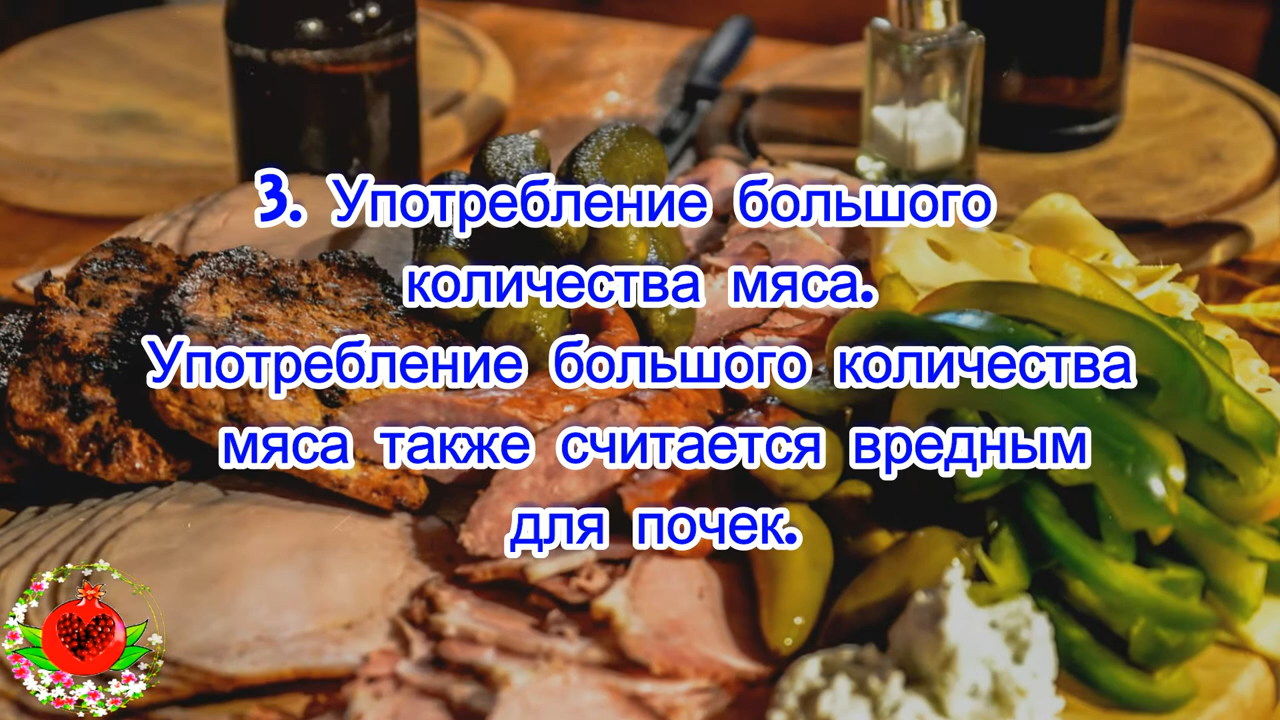 3. Употребление большого
количества мяса.
Употребление большого количества
мяса также считается вредным
для почек.